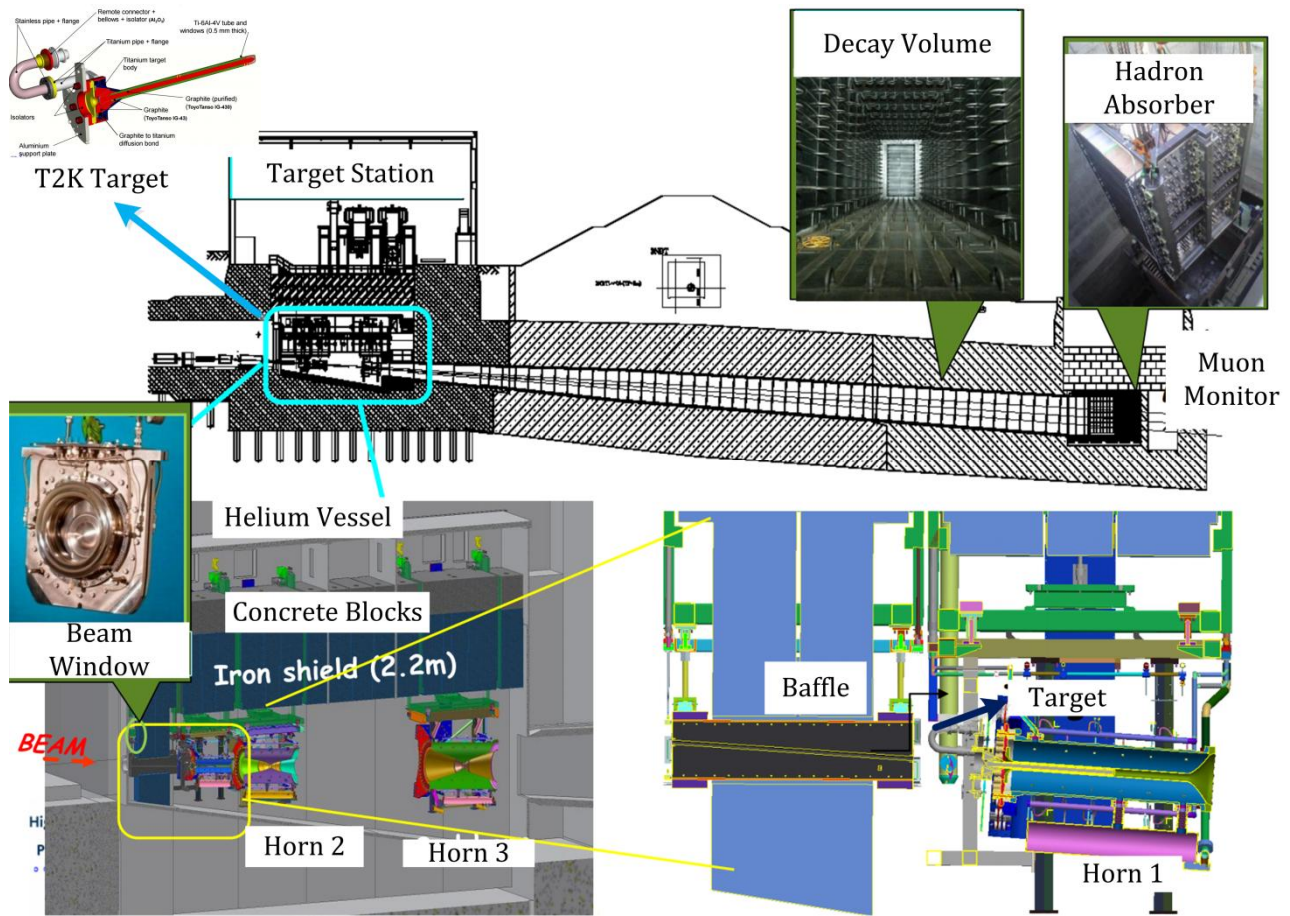 Stainless pipe + flange
Remote connector +
bellows + isolator (Al₂O₃)
Ti-6Al-4V tube and
windows (0.5 mm thick)
Titanium pipe + flange
Titanium target
body
Graphite (purified)
(ToyoTanso IG-430)
Graphite
(ToyoTanso IG-43)
Isolators
Graphite to titanium
diffusion bond
Aluminium
support plate
T2K Target
Target Station
Decay Volume
Hadron
Absorber
Muon
Monitor
Helium Vessel
Beam
Window
Concrete Blocks
Iron shield (2.2m)
BEAM
Horn 2
Horn 3
Baffle
Target
Horn 1